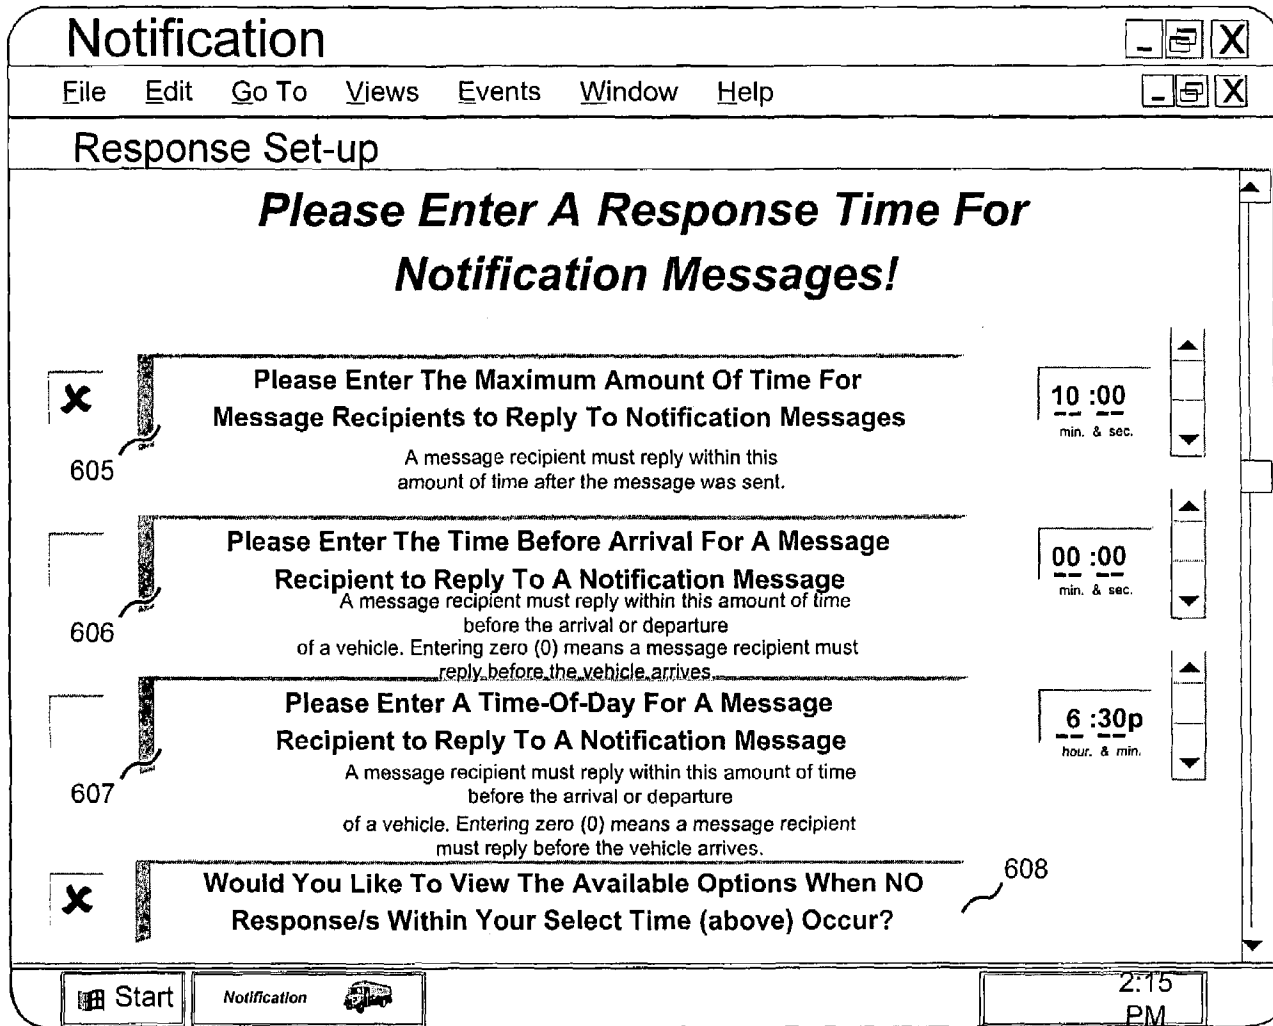 Notification
File Edit Go To Views Events Window Help
Response Set-up
Please Enter A Response Time For
Notification Messages!
Please Enter The Maximum Amount Of Time For
Message Recipients to Reply To Notification Messages
A message recipient must reply within this
amount of time after the message was sent.
10 :00
min. & sec.
605
Please Enter The Time Before Arrival For A Message
Recipient to Reply To A Notification Message
A message recipient must reply within this amount of time
before the arrival or departure
of a vehicle. Entering zero (0) means a message recipient must
reply before the vehicle arrives.
00 :00
min. & sec.
606
Please Enter A Time-Of-Day For A Message
Recipient to Reply To A Notification Message
A message recipient must reply within this amount of time
before the arrival or departure
of a vehicle. Entering zero (0) means a message recipient
must reply before the vehicle arrives.
6 :30p
hour. & min.
607
Would You Like To View The Available Options When NO
Response/s Within Your Select Time (above) Occur?
608
Start
Notification
2:15
PM